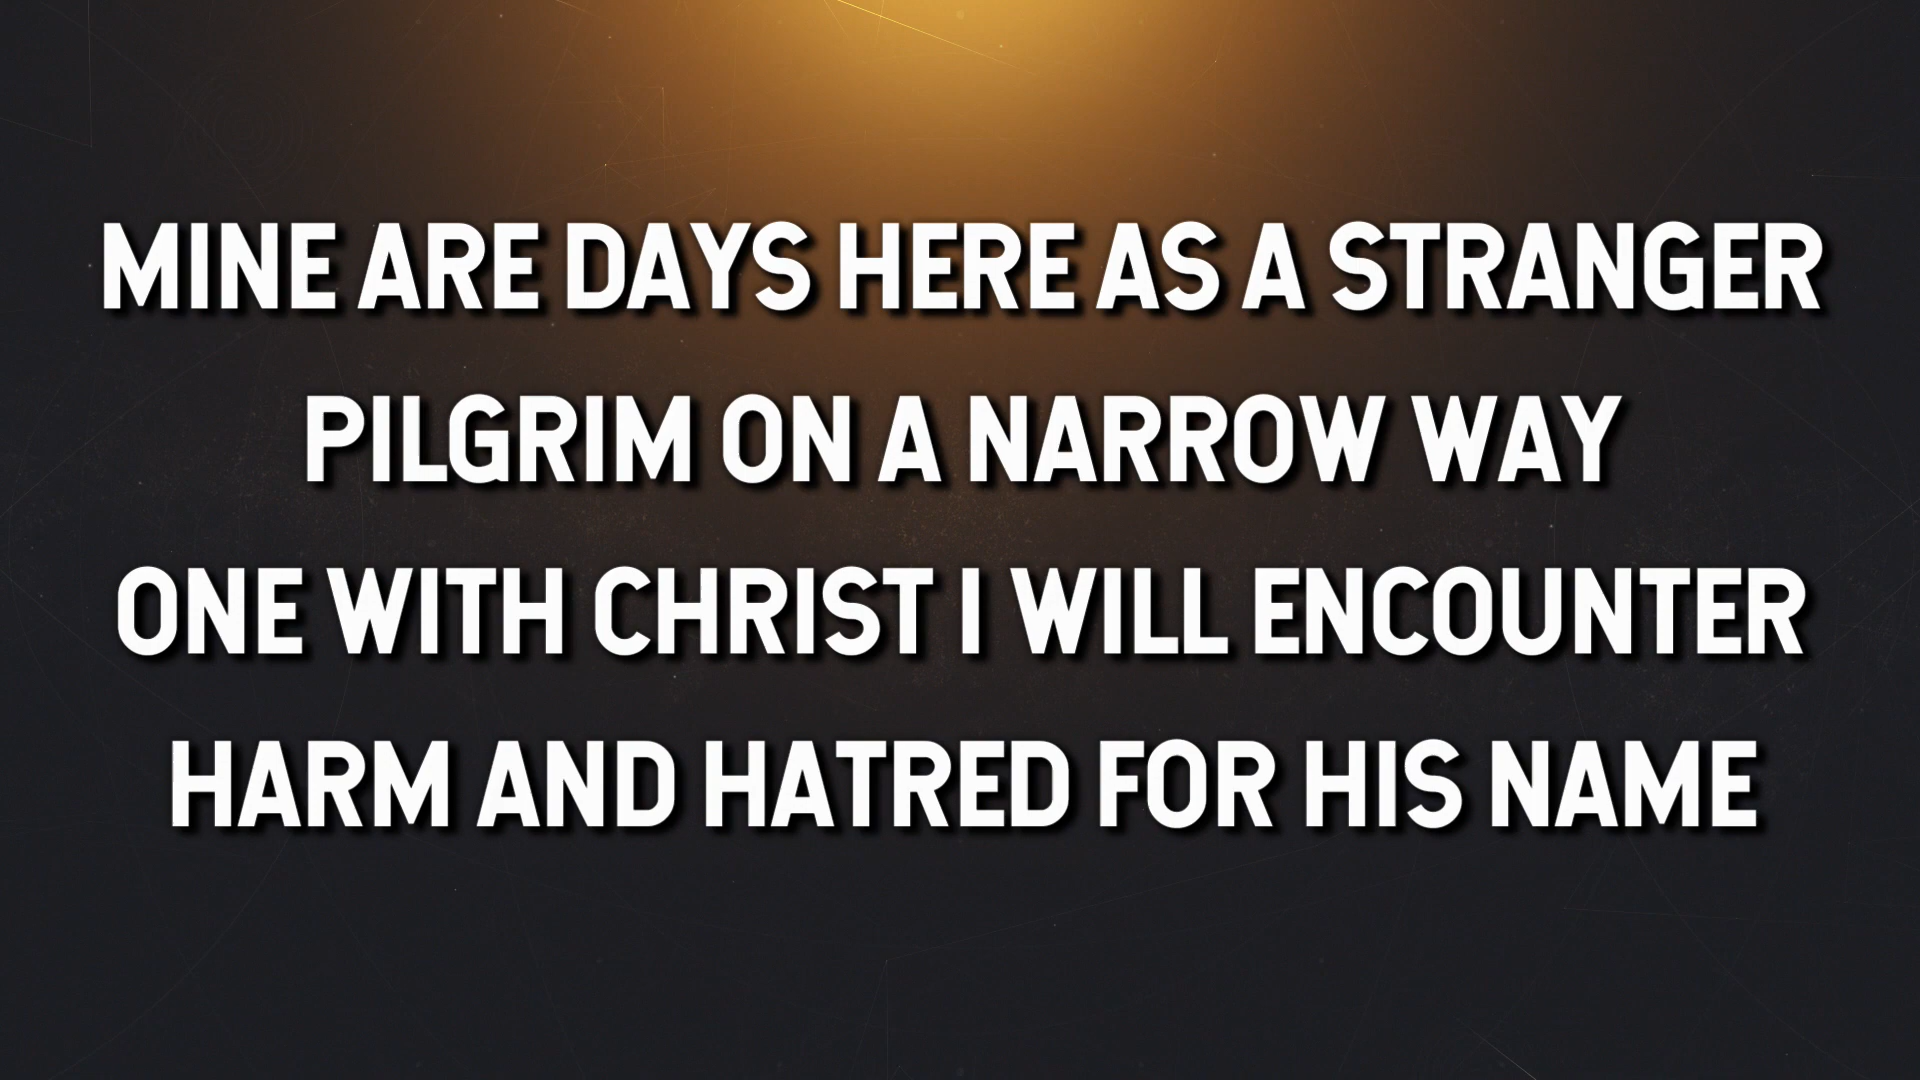 MINE ARE DAYS HERE AS A STRANGER
PILGRIM ON A NARROW WAY
ONE WITH CHRIST I WILL ENCOUNTER
HARM AND HATRED FOR HIS NAME